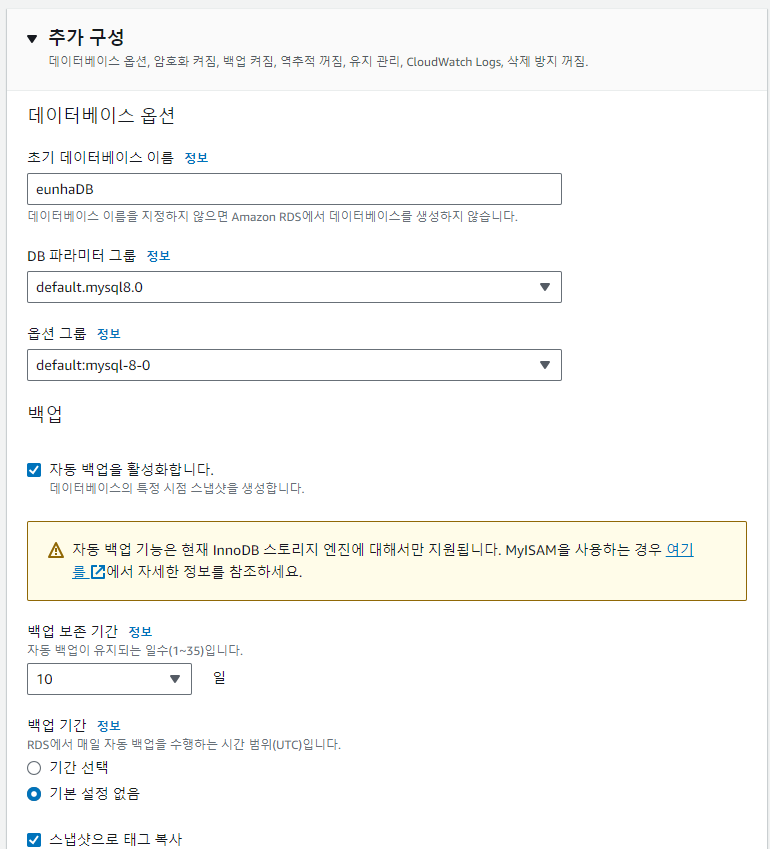 추가 구성
데이터베이스 옵션, 암호화 켜짐, 백업 켜짐, 역추적 꺼짐, 유지 관리, CloudWatch Logs, 삭제 방지 꺼짐.
데이터베이스 옵션
초기 데이터베이스 이름 정보
eunhaDB
데이터베이스 이름을 지정하지 않으면 Amazon RDS에서 데이터베이스를 생성하지 않습니다.
DB 파라미터 그룹 정보
default.mysql8.0
옵션 그룹 정보
default:mysql-8-0
백업
자동 백업을 활성화합니다.
데이터베이스의 특정 시점 스냅샷을 생성합니다.
자동 백업 기능은 현재 InnoDB 스토리지 엔진에 대해서만 지원됩니다. MyISAM을 사용하는 경우 여기
를 에서 자세한 정보를 참조하세요.
백업 보존 기간 정보
자동 백업이 유지되는 일수(1~35)입니다.
10 일
백업 기간 정보
RDS에서 매일 자동 백업을 수행하는 시간 범위(UTC)입니다.
기간 선택
기본 설정 없음
스냅샷으로 태그 복사